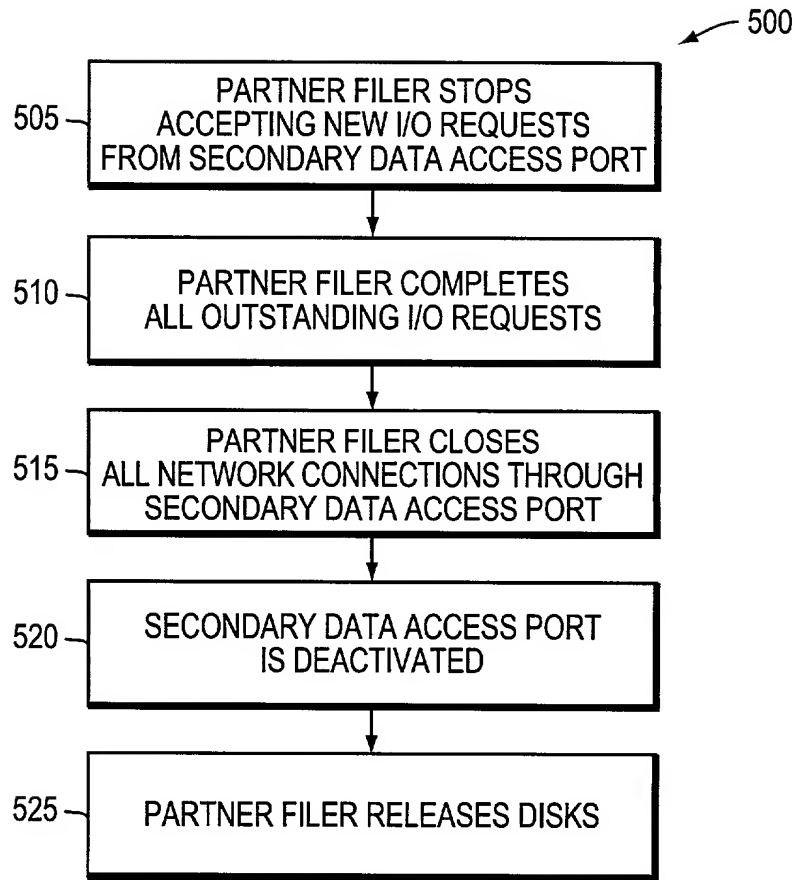 500
505
PARTNER FILER STOPS
ACCEPTING NEW I/O REQUESTS
FROM SECONDARY DATA ACCESS PORT
510
PARTNER FILER COMPLETES
ALL OUTSTANDING I/O REQUESTS
515
PARTNER FILER CLOSES
ALL NETWORK CONNECTIONS THROUGH
SECONDARY DATA ACCESS PORT
520
SECONDARY DATA ACCESS PORT
IS DEACTIVATED
525
PARTNER FILER RELEASES DISKS